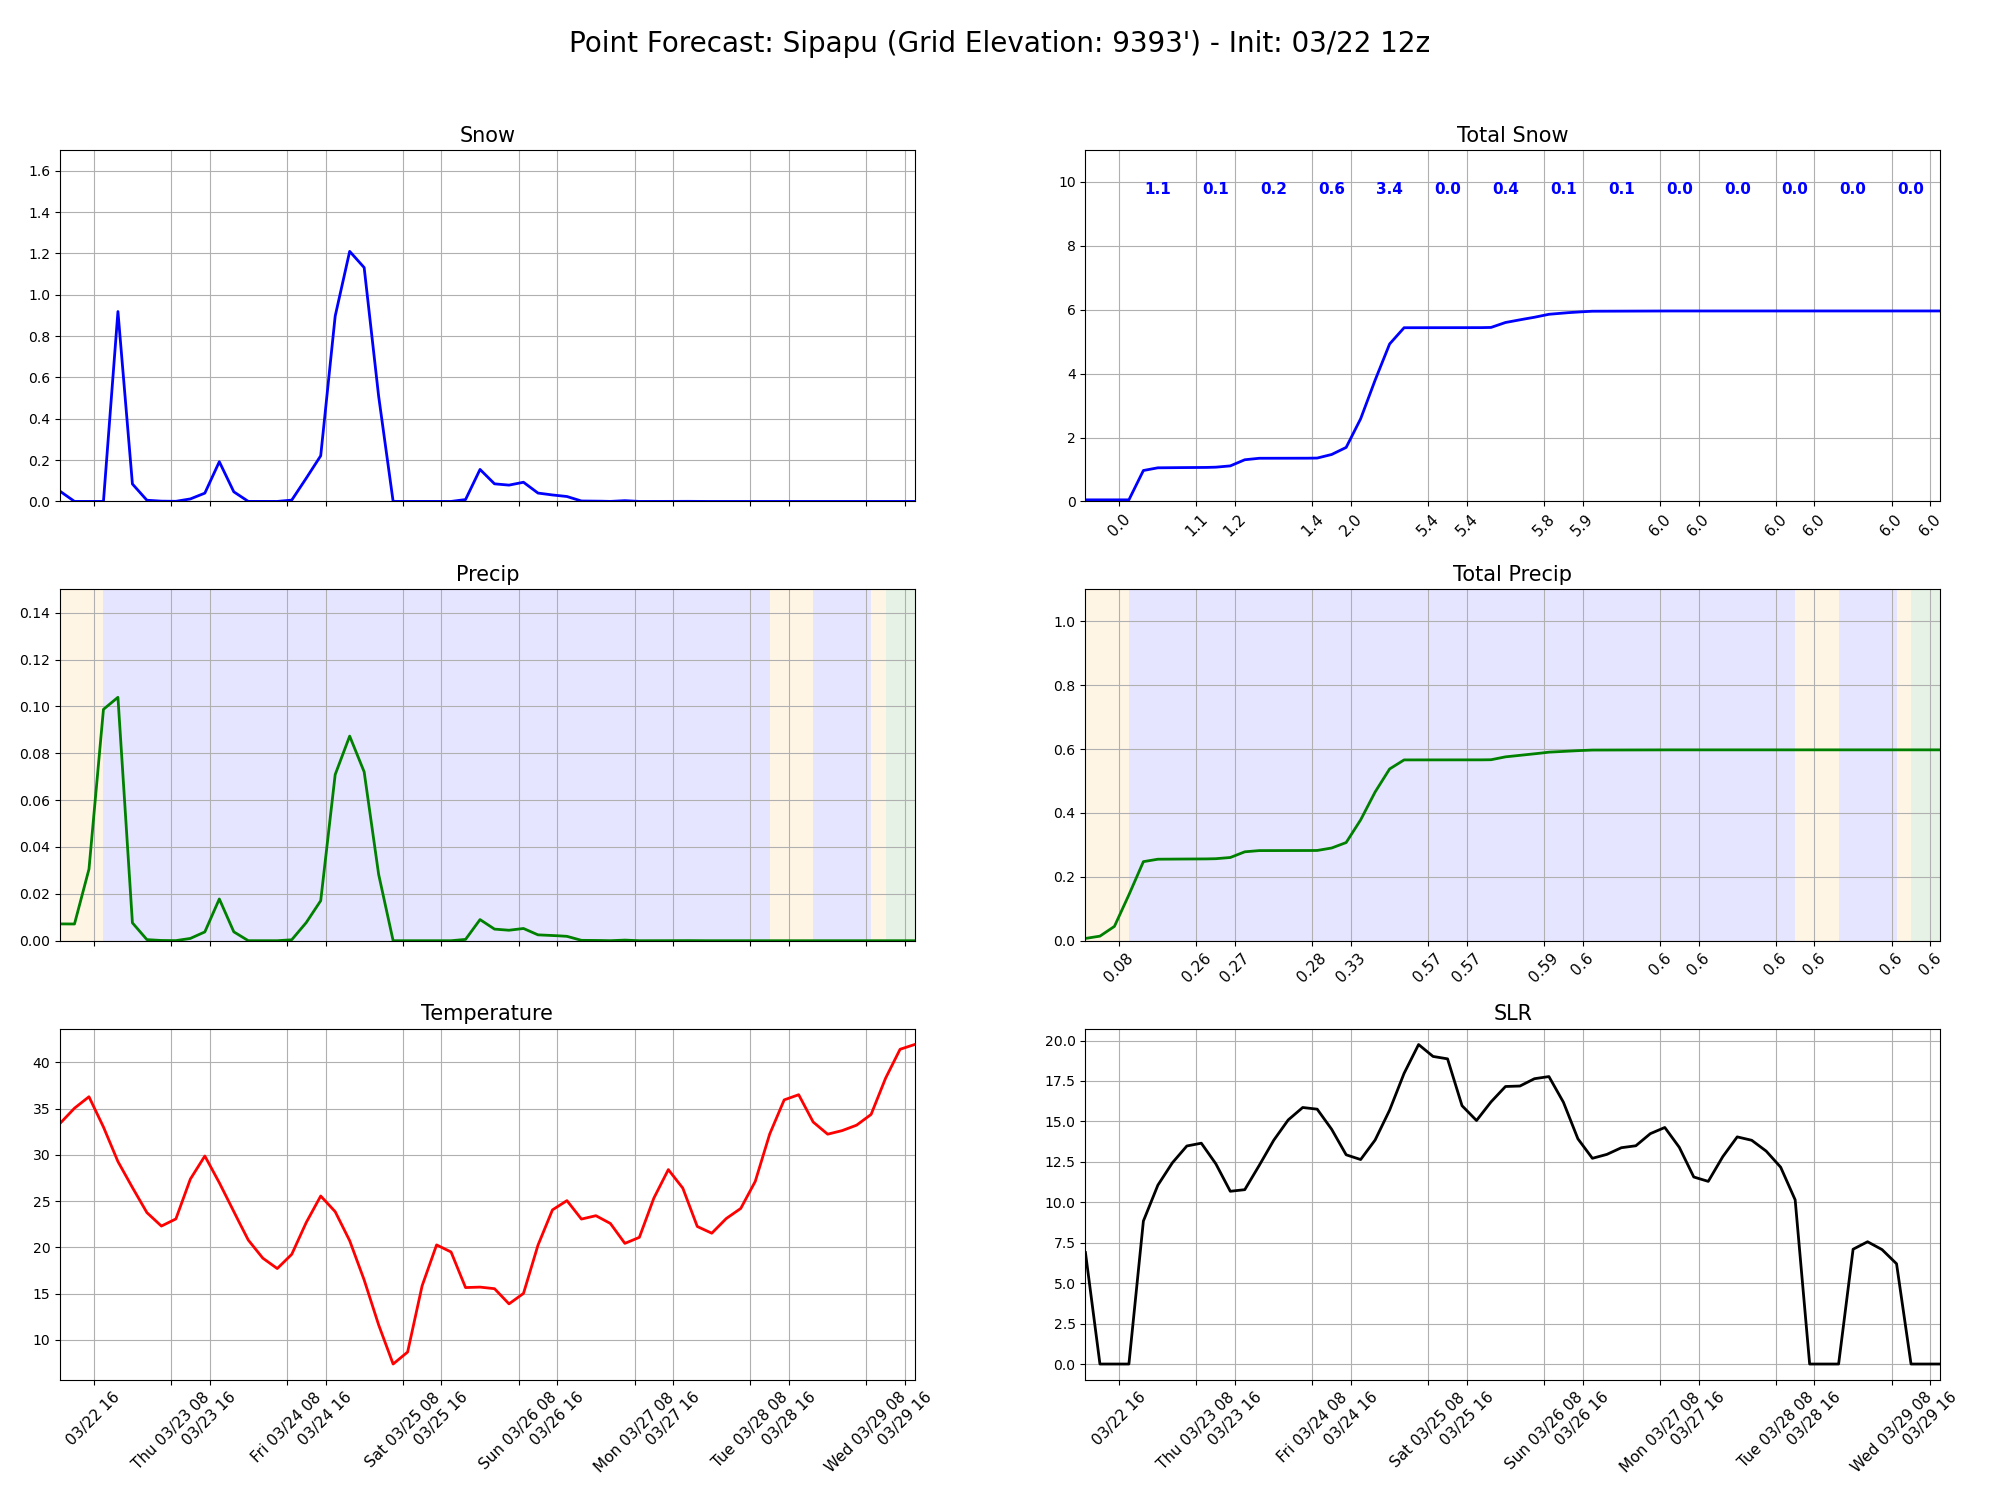 Point Forecast: Sipapu (Grid Elevation: 9393') - Init: 03/22 12z
Snow
1.6
1.4
1.2
1.0
0.8
0.6
0.4
0.2
0.0
Total Snow
10
8
6
4
2
0
1.1 0.1 0.2 0.6 3.4 0.0 0.4 0.1 0.1 0.0 0.0 0.0 0.0 0.0
0.0 1.1 1.2 1.4 2.0 5.4 5.4 5.8 5.9 6.0 6.0 6.0 6.0 6.0 6.0
Precip
0.14
0.12
0.10
0.08
0.06
0.04
0.02
0.00
Total Precip
1.0
0.8
0.6
0.4
0.2
0.0
0.08 0.26 0.27 0.28 0.33 0.57 0.57 0.59 0.6 0.6 0.6 0.6 0.6 0.6 0.6
Temperature
40
35
30
25
20
15
10
03/22 16
Thu 03/23 08
03/23 16
Fri 03/24 08
03/24 16
Sat 03/25 08
03/25 16
Sun 03/26 08
03/26 16
Mon 03/27 08
03/27 16
Tue 03/28 08
03/28 16
Wed 03/29 08
03/29 16
SLR
20.0
17.5
15.0
12.5
10.0
7.5
5.0
2.5
0.0
03/22 16
Thu 03/23 08
03/23 16
Fri 03/24 08
03/24 16
Sat 03/25 08
03/25 16
Sun 03/26 08
03/26 16
Mon 03/27 08
03/27 16
Tue 03/28 08
03/28 16
Wed 03/29 08
03/29 16